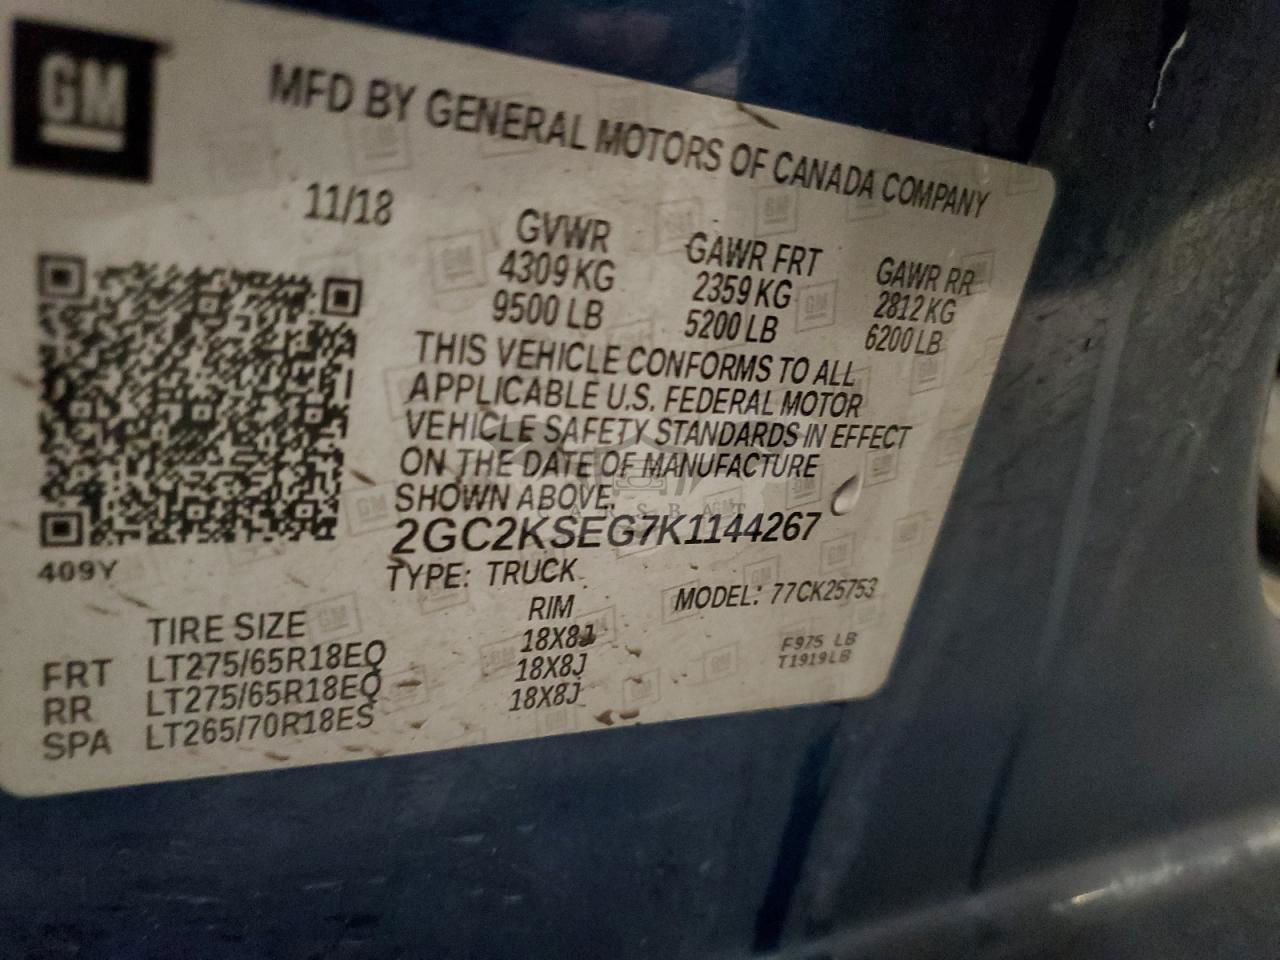 GM
MFD BY GENERAL MOTORS OF CANADA COMPANY
11/18
GVWR GAWR FRT GAWR RR
4309 KG 2359 KG 2812 KG
9500 LB 5200 LB 6200 LB
THIS VEHICLE CONFORMS TO ALL
APPLICABLE U.S. FEDERAL MOTOR
VEHICLE SAFETY STANDARDS IN EFFECT
ON THE DATE OF MANUFACTURE
SHOWN ABOVE.
2GC2KSEG7K1144267
409Y
TYPE: TRUCK
MODEL: 77CK25753
TIRE SIZE RIM
FRT LT275/65R18EQ 18X8J
RR LT275/65R18EQ 18X8J
SPA LT265/70R18ES 18X8J
F975 LB
T1919LB